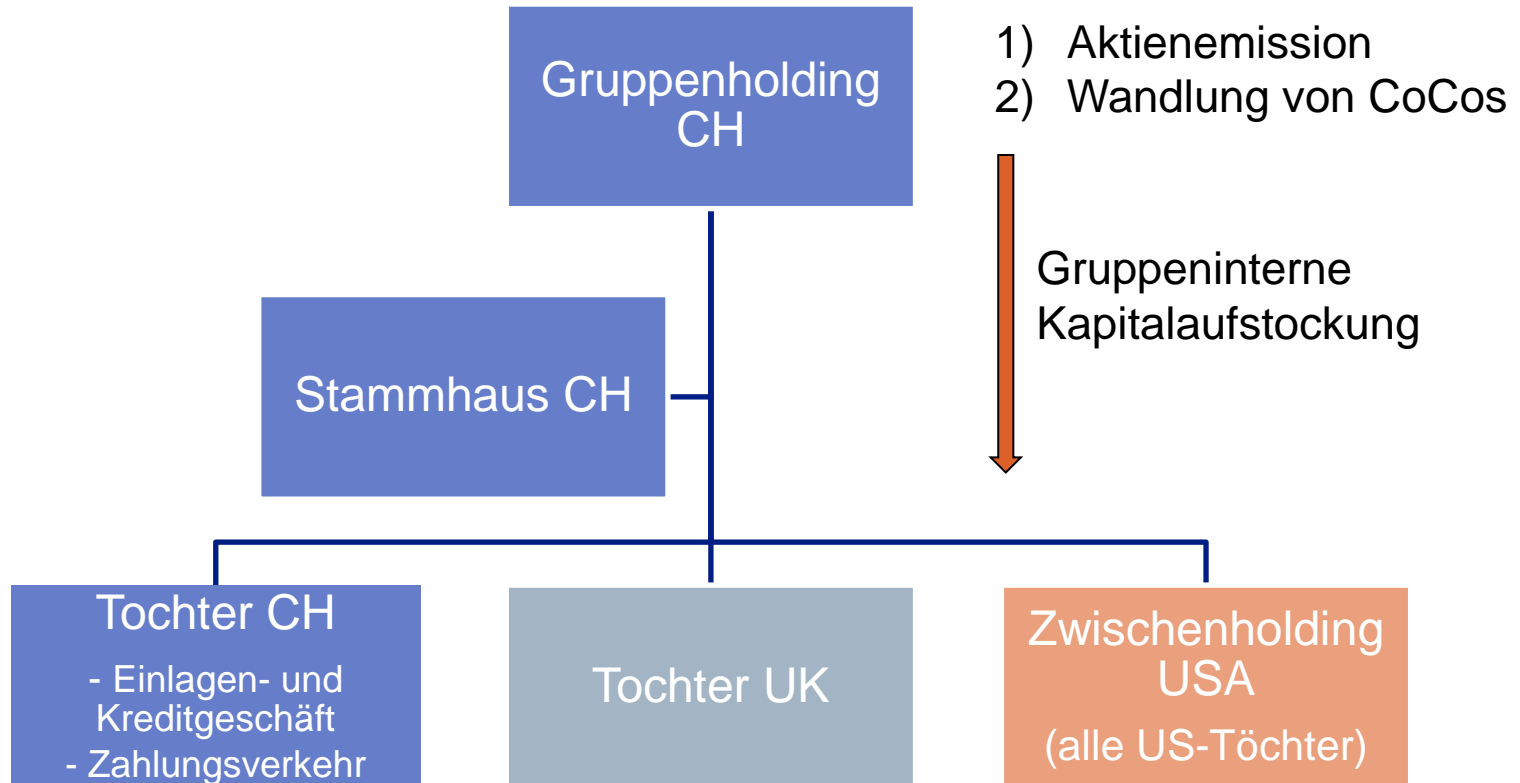 Gruppenholding
CH
1) Aktienemission
2) Wandlung von CoCos
Gruppeninterne
Kapitalaufstockung
Stammhaus CH
Tochter CH
- Einlagen- und
Kreditgeschäft
- Zahlungsverkehr
Tochter UK
Zwischenholding
USA
(alle US-Töchter)